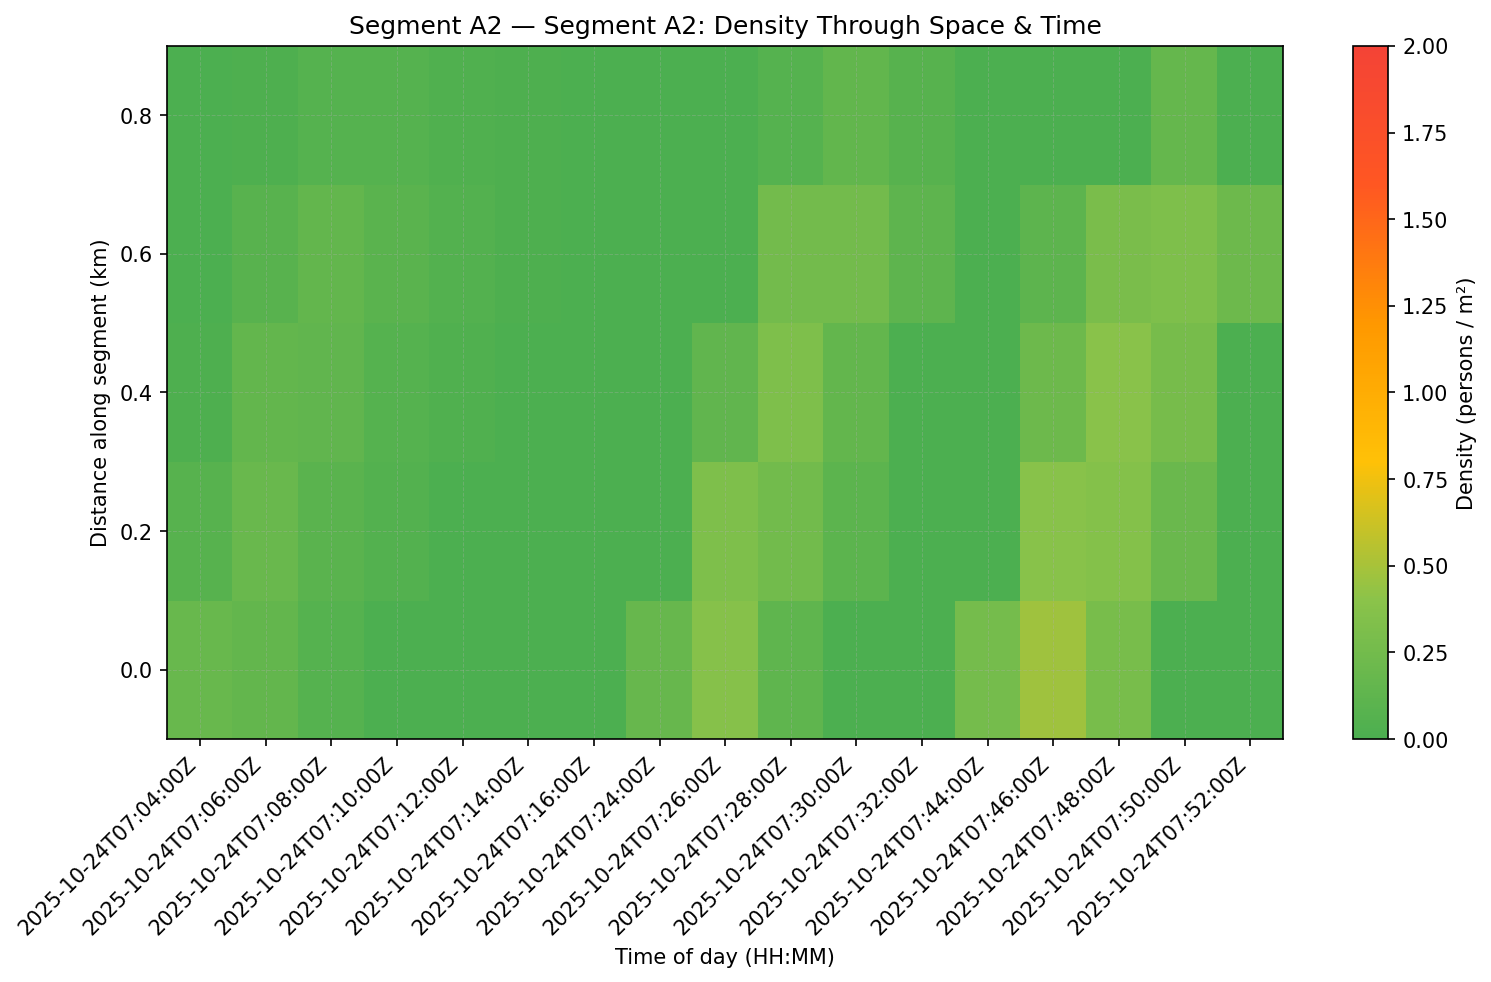 Segment A2 — Segment A2: Density Through Space & Time
Distance along segment (km)
0.8
0.6
0.4
0.2
0.0
2025-10-24T07:04:00Z
2025-10-24T07:06:00Z
2025-10-24T07:08:00Z
2025-10-24T07:10:00Z
2025-10-24T07:12:00Z
2025-10-24T07:14:00Z
2025-10-24T07:16:00Z
2025-10-24T07:24:00Z
2025-10-24T07:26:00Z
2025-10-24T07:28:00Z
2025-10-24T07:30:00Z
2025-10-24T07:32:00Z
2025-10-24T07:44:00Z
2025-10-24T07:46:00Z
2025-10-24T07:48:00Z
2025-10-24T07:50:00Z
2025-10-24T07:52:00Z
Time of day (HH:MM)
2.00
1.75
1.50
1.25
1.00
0.75
0.50
0.25
0.00
Density (persons / m²)